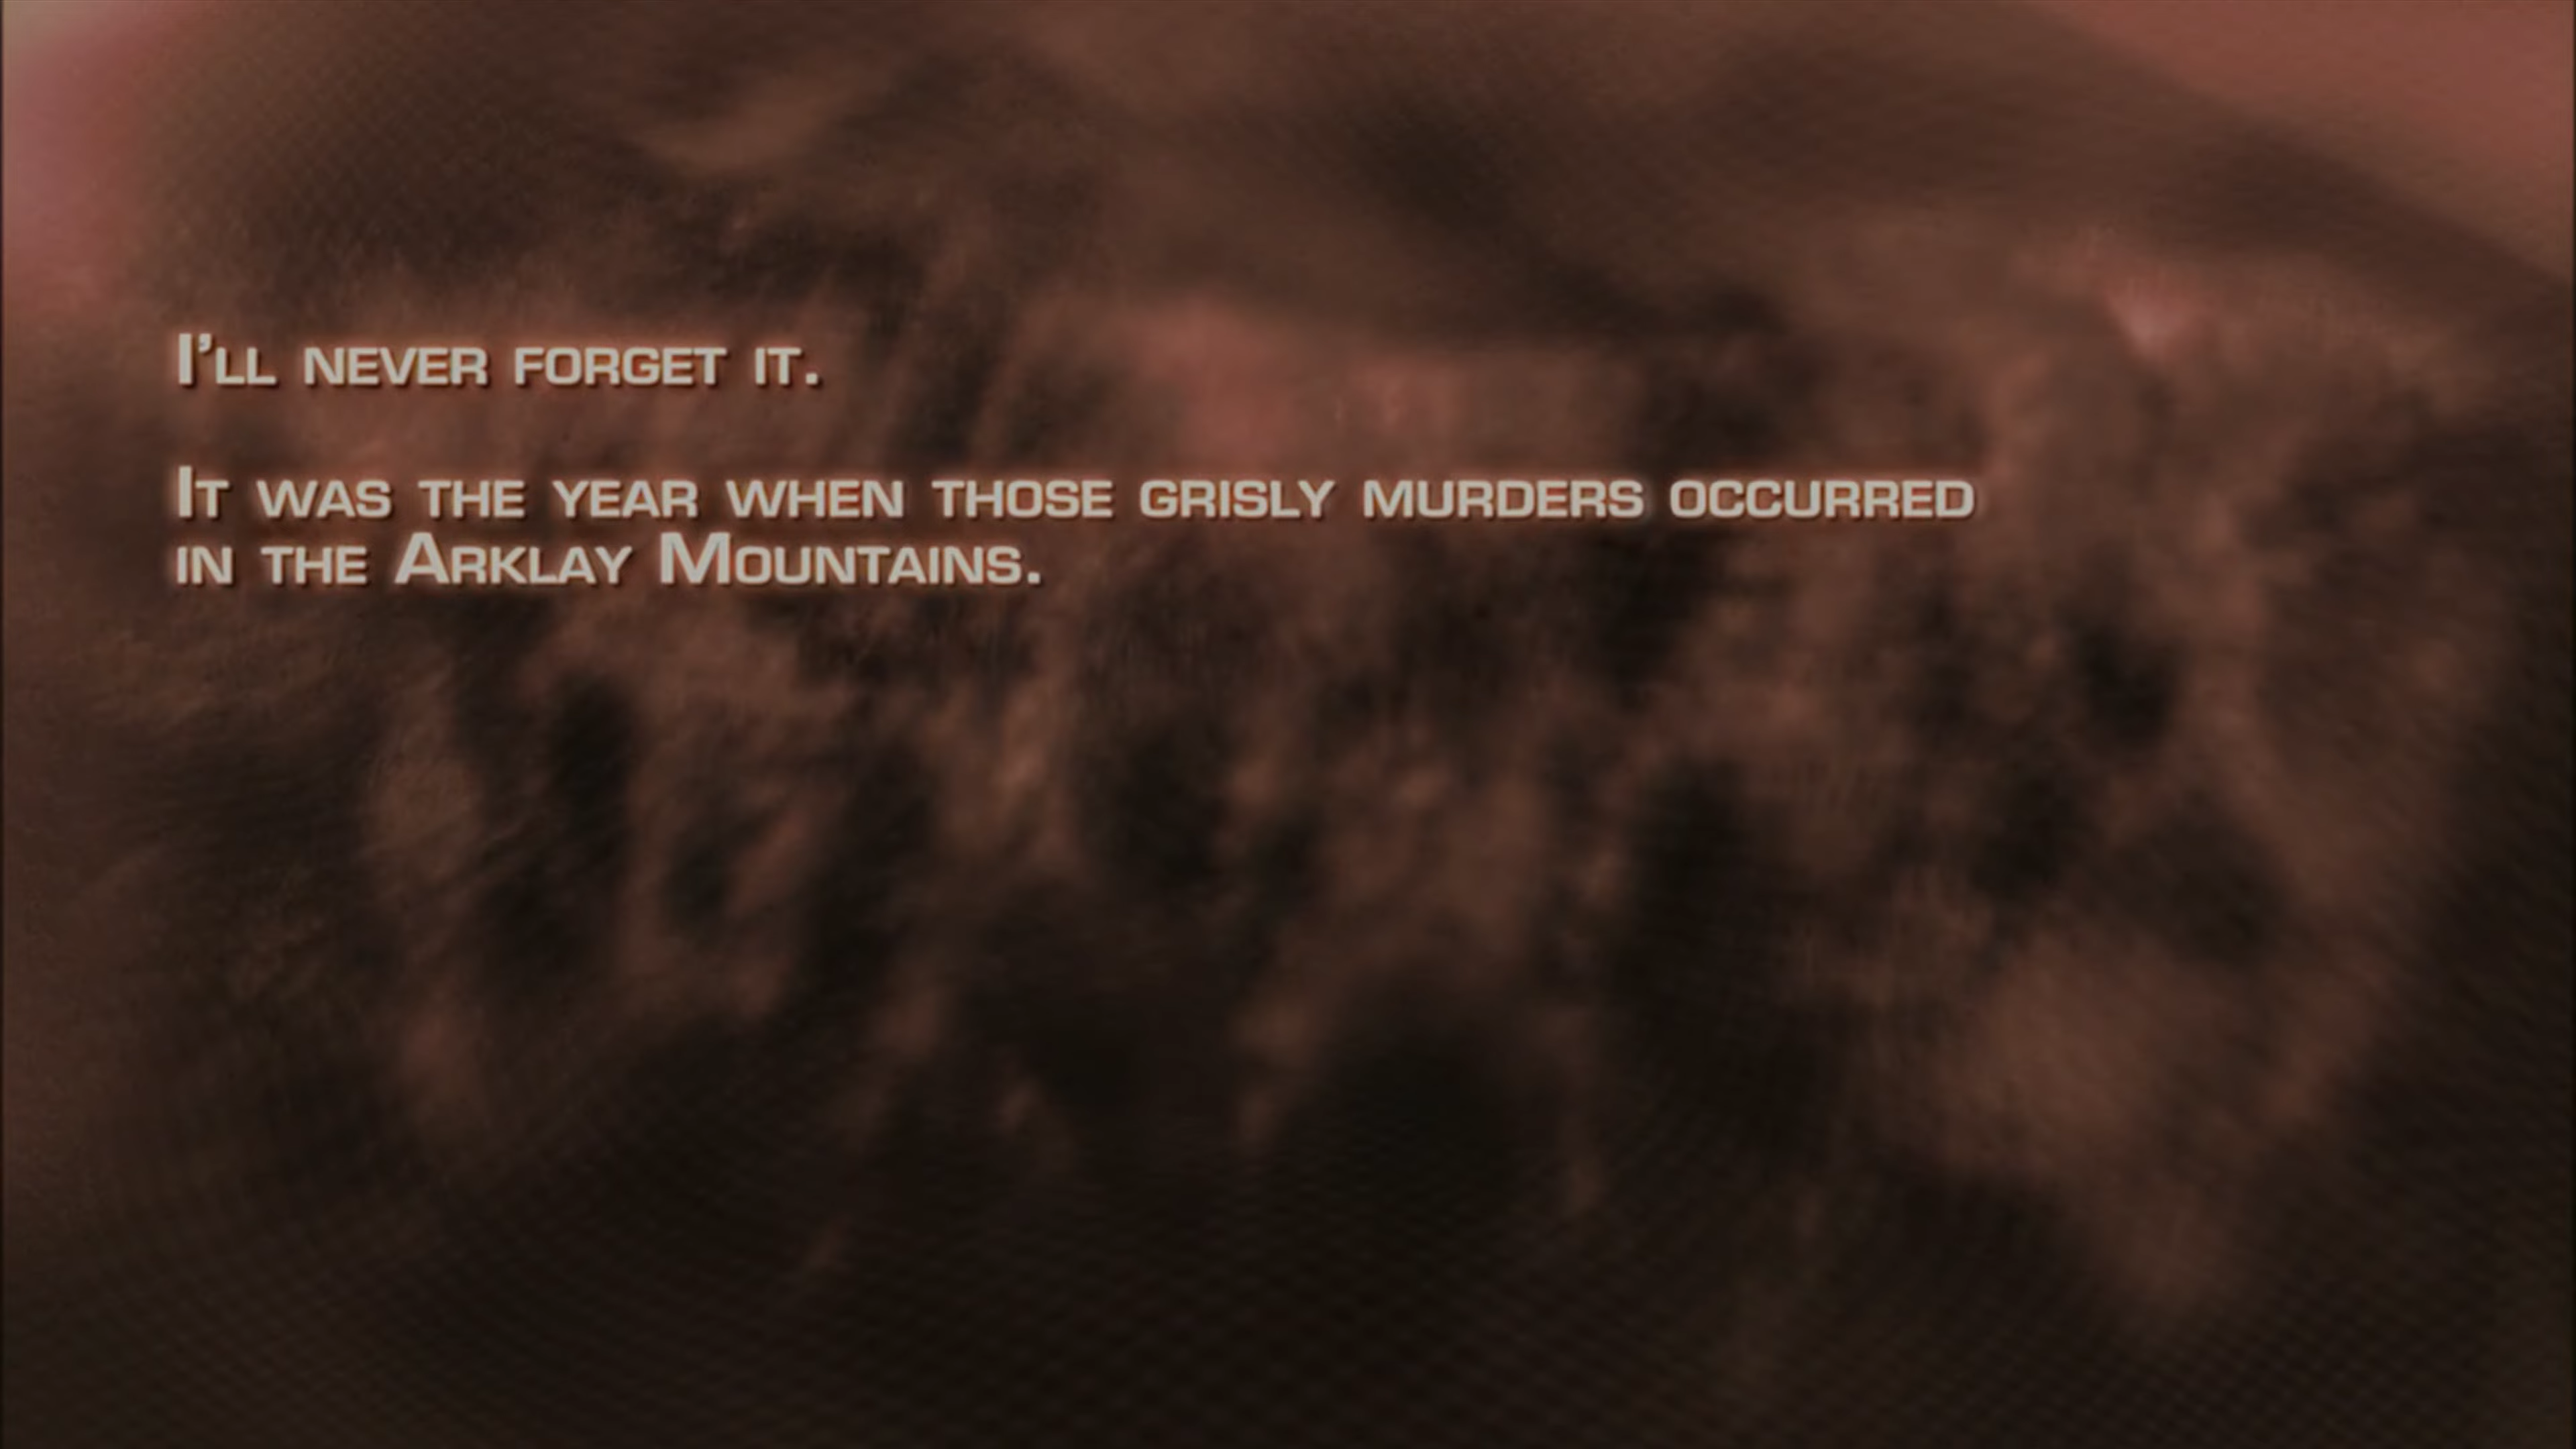 I'll never forget it.
It was the year when those grisly murders occurred
in the Arklay Mountains.